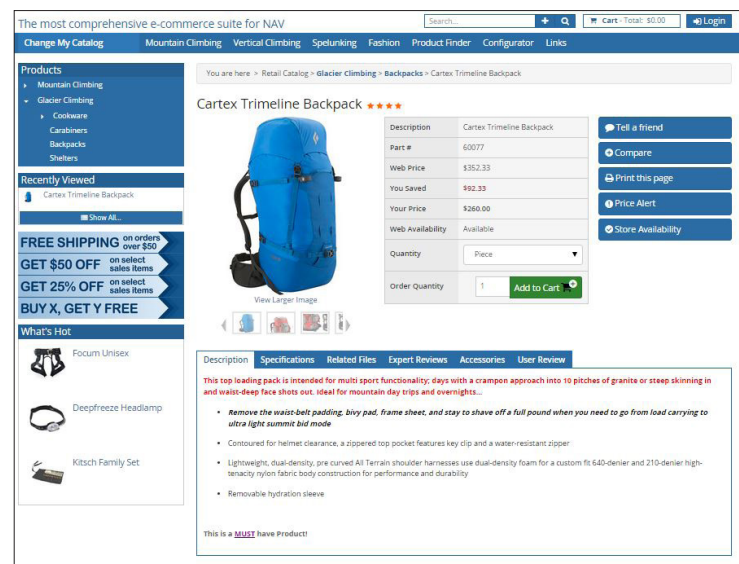 The most comprehensive e-commerce suite for NAV
Search...
Cart - Total: $0.00
Login
Change My Catalog
Mountain Climbing
Vertical Climbing
Spelunking
Fashion
Product Finder
Configurator
Links
Products
Mountain Climbing
Glacier Climbing
Cookware
Carabiners
Backpacks
Shelters
Recently Viewed
Cartex Trimeline Backpack
Show All...
FREE SHIPPING on orders over $50
GET $50 OFF on select sales items
GET 25% OFF on select sales items
BUY X, GET Y FREE
What's Hot
Focum Unisex
Deepfreeze Headlamp
Kitsch Family Set
You are here > Retail Catalog > Glacier Climbing > Backpacks > Cartex Trimeline Backpack
Cartex Trimeline Backpack
View Larger Image
Description Cartex Trimeline Backpack
Part # 60077
Web Price $352.33
You Saved $92.33
Your Price $260.00
Web Availability Available
Quantity Piece
Order Quantity 1 Add to Cart
Tell a friend
Compare
Print this page
Price Alert
Store Availability
Description
Specifications
Related Files
Expert Reviews
Accessories
User Review
This top loading pack is intended for multi sport functionality; days with a crampon approach into 10 pitches of granite or steep skinning in
and waist-deep face shots out. Ideal for mountain day trips and overnights...
Remove the waist-belt padding, bivy pad, frame sheet, and stay to shave off a full pound when you need to go from load carrying to
ultra light summit bid mode
Contoured for helmet clearance, a zippered top pocket features key clip and a water-resistant zipper
Lightweight, dual-density, pre curved All Terrain shoulder harnesses use dual-density foam for a custom fit 640-denier and 210-denier high-
tenacity nylon fabric body construction for performance and durability
Removable hydration sleeve
This is a MUST have Product!